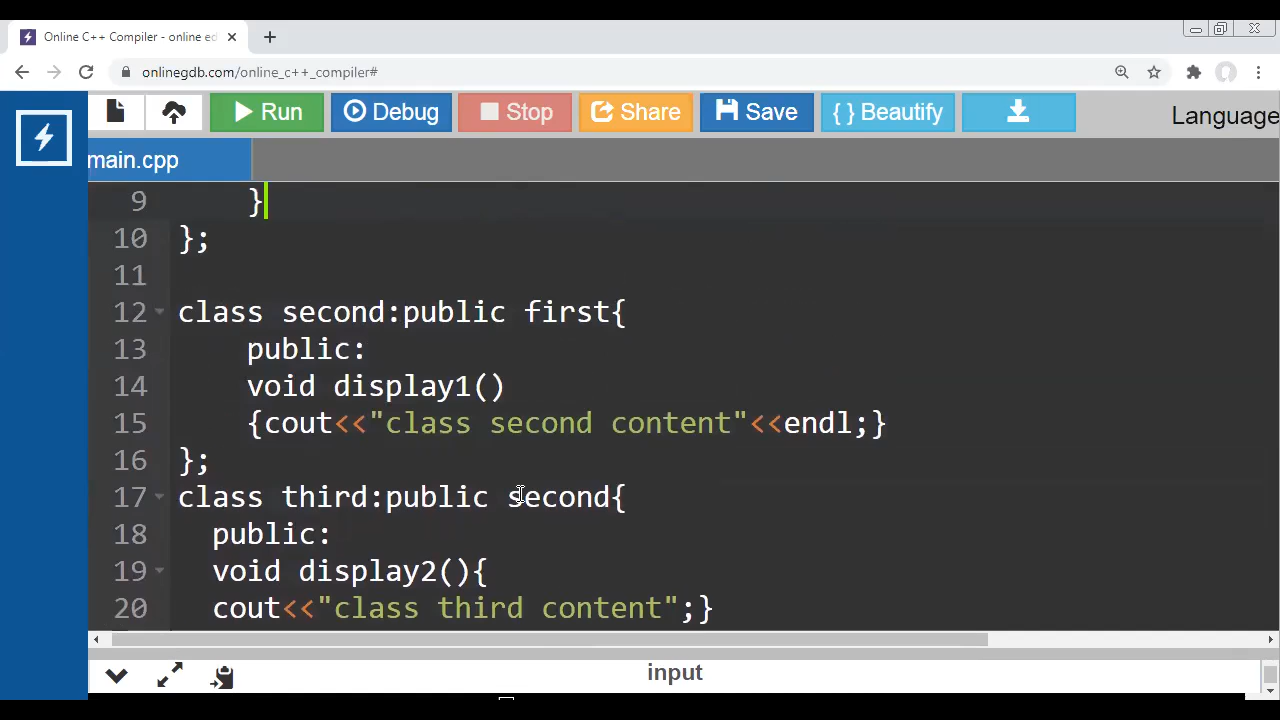 Online C++ Compiler - online ed
onlinegdb.com/online_c++_compiler#
Run Debug Stop Share Save { } Beautify Language
main.cpp
9 }
10 };
11
12 class second:public first{
13 public:
14 void display1()
15 {cout<<"class second content"<<endl;}
16 };
17 class third:public second{
18 public:
19 void display2(){
20 cout<<"class third content";}
input